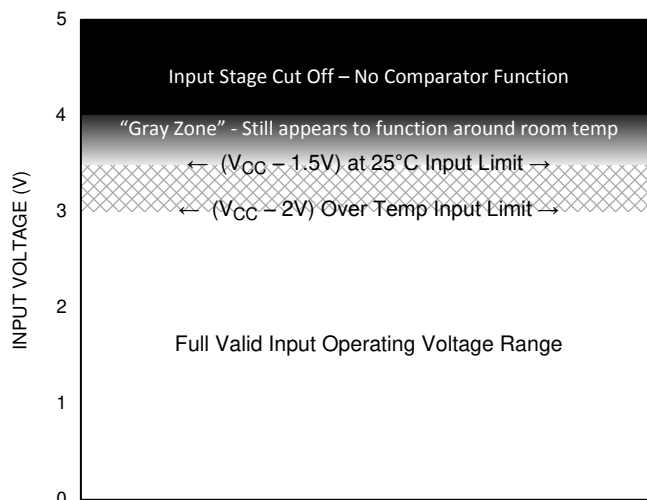 5
Input Stage Cut Off – No Comparator Function
4
“Gray Zone” - Still appears to function around room temp
← (VCC – 1.5V) at 25°C Input Limit →
3
← (VCC – 2V) Over Temp Input Limit →
INPUT VOLTAGE (V)
2
Full Valid Input Operating Voltage Range
1
0